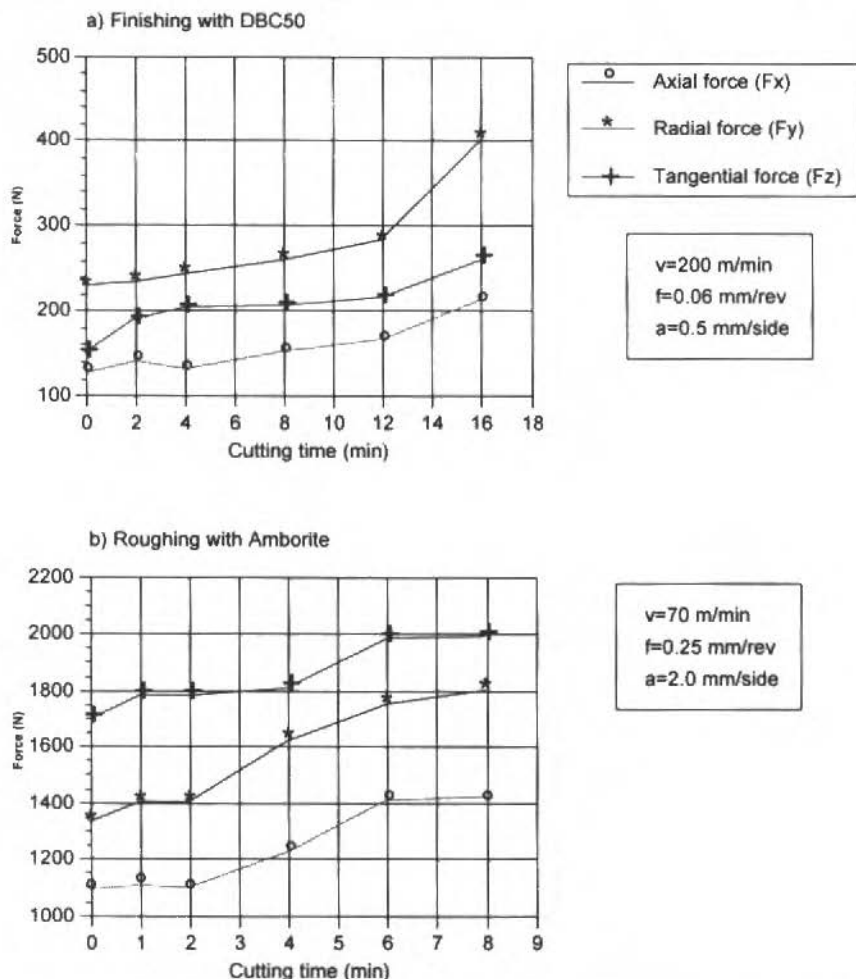 a) Finishing with DBC50
500
400
300
200
100
Force (N)
0 2 4 6 8 10 12 14 16 18
Cutting time (min)
Axial force (Fx)
Radial force (Fy)
Tangential force (Fz)
v=200 m/min
f=0.06 mm/rev
a=0.5 mm/side
b) Roughing with Amborite
2200
2000
1800
1600
1400
1200
1000
Force (N)
0 1 2 3 4 5 6 7 8 9
Cutting time (min)
v=70 m/min
f=0.25 mm/rev
a=2.0 mm/side